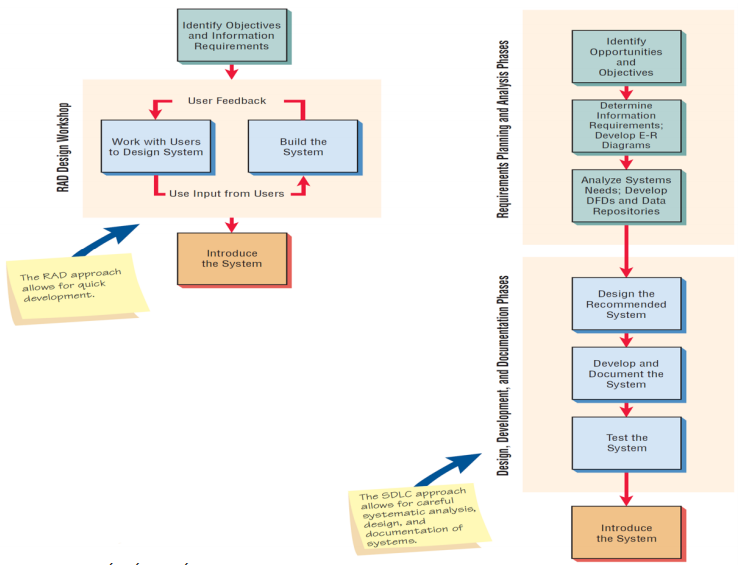 Identify Objectives
and Information
Requirements
RAD Design Workshop
User Feedback
Work with Users
to Design System
Build the
System
Use Input from Users
Introduce
the System
The RAD approach
allows for quick
development.
Requirements Planning and Analysis Phases
Identify
Opportunities
and
Objectives
Determine
Information
Requirements;
Develop E-R
Diagrams
Analyze Systems
Needs; Develop
DFDs and Data
Repositories
Design, Development, and Documentation Phases
Design the
Recommended
System
Develop and
Document the
System
Test the
System
The SDLC approach
allows for careful
systematic analysis,
design, and
documentation of
systems.
Introduce
the System